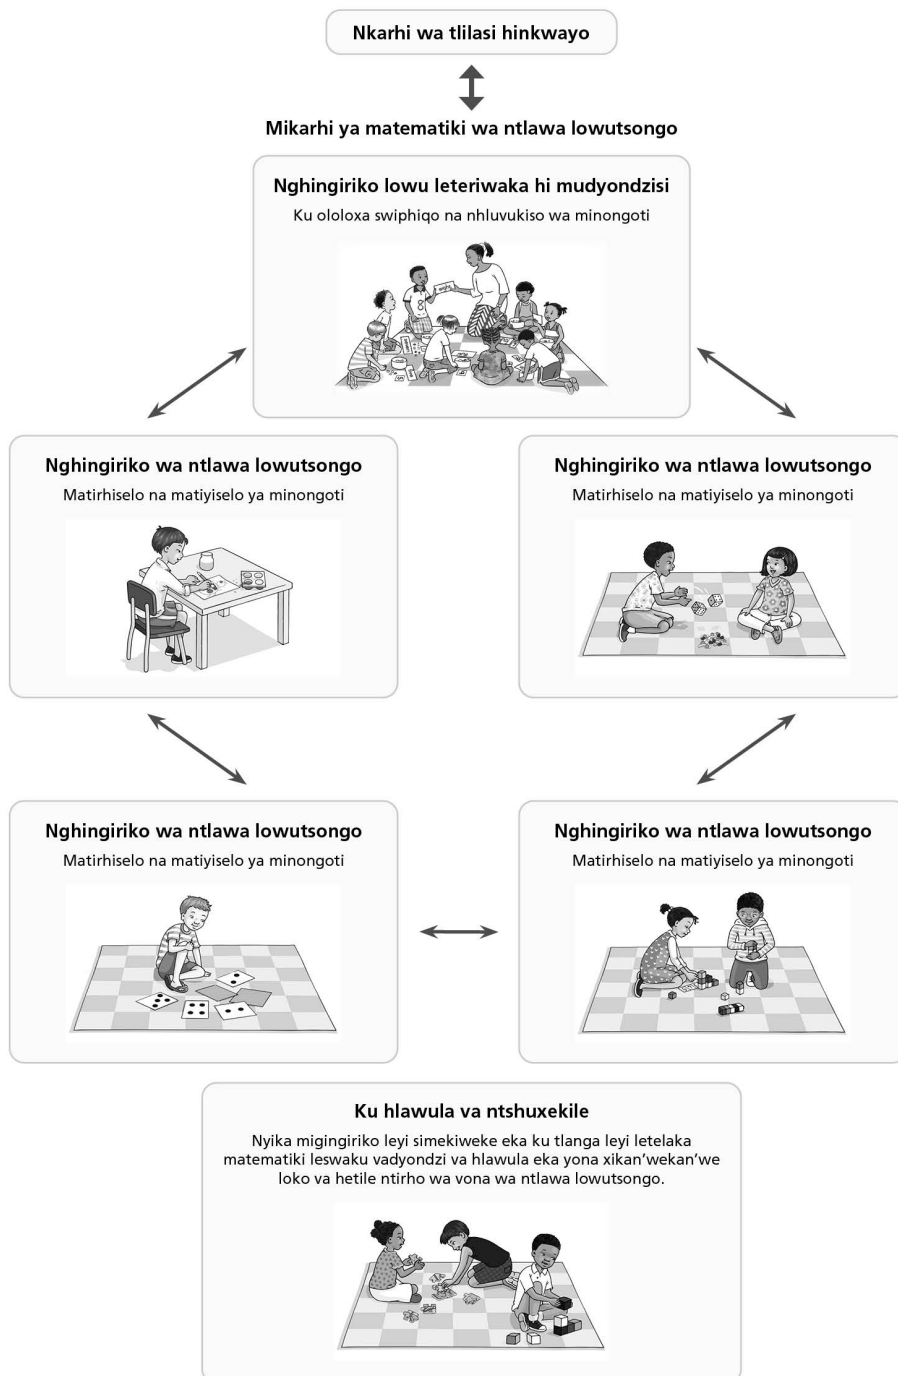 Nkarhi wa tlilasi hinkwayo
Mikarhi ya matematiki wa ntlawa lowutsongo
Nghingiriko lowu leteriwaka hi mudyondzisi
Ku ololoxa swiphiqo na nhluvukiso wa minongoti
Nghingiriko wa ntlawa lowutsongo
Matirhiselo na matiyiselo ya minongoti
Nghingiriko wa ntlawa lowutsongo
Matirhiselo na matiyiselo ya minongoti
Nghingiriko wa ntlawa lowutsongo
Matirhiselo na matiyiselo ya minongoti
Nghingiriko wa ntlawa lowutsongo
Matirhiselo na matiyiselo ya minongoti
Ku hlawula va ntshuxekile
Nyika migingiriko leyi simekiweke eka ku tlanga leyi letelaka
matematiki leswaku vadyondzi va hlawula eka yona xikan’wekan’we
loko va hetile ntirho wa vona wa ntlawa lowutsongo.